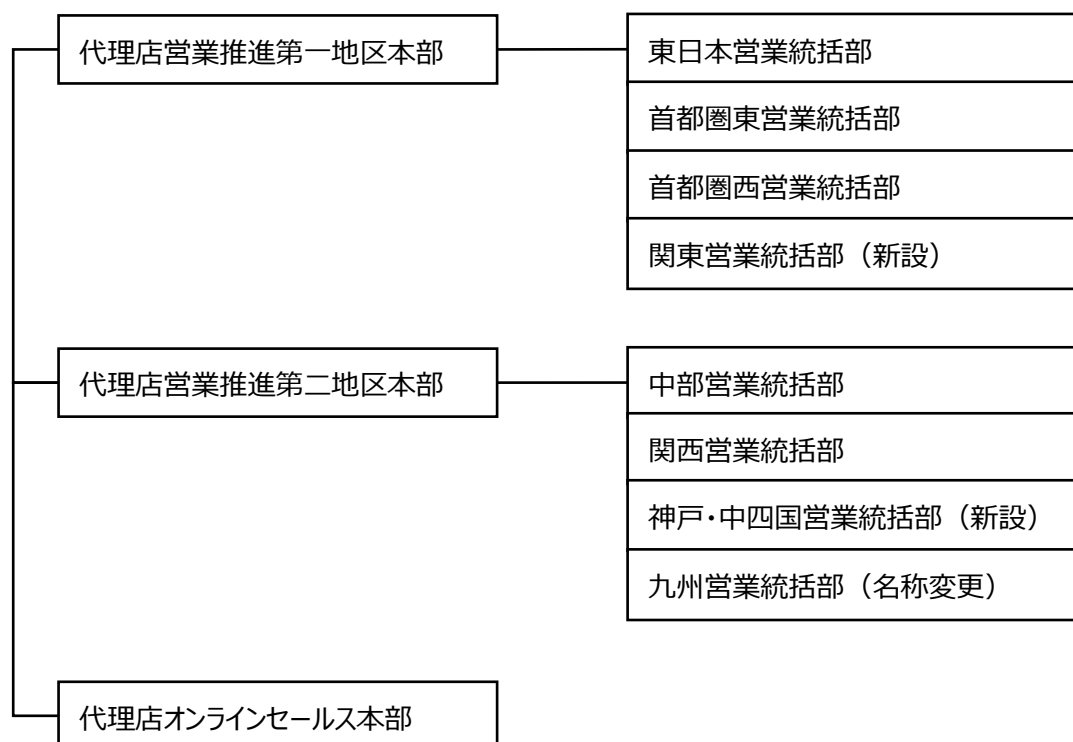 代理店営業推進第一地区本部
東日本営業統括部
首都圏東営業統括部
首都圏西営業統括部
関東営業統括部（新設）
代理店営業推進第二地区本部
中部営業統括部
関西営業統括部
神戸・中四国営業統括部（新設）
九州営業統括部（名称変更）
代理店オンラインセールス本部